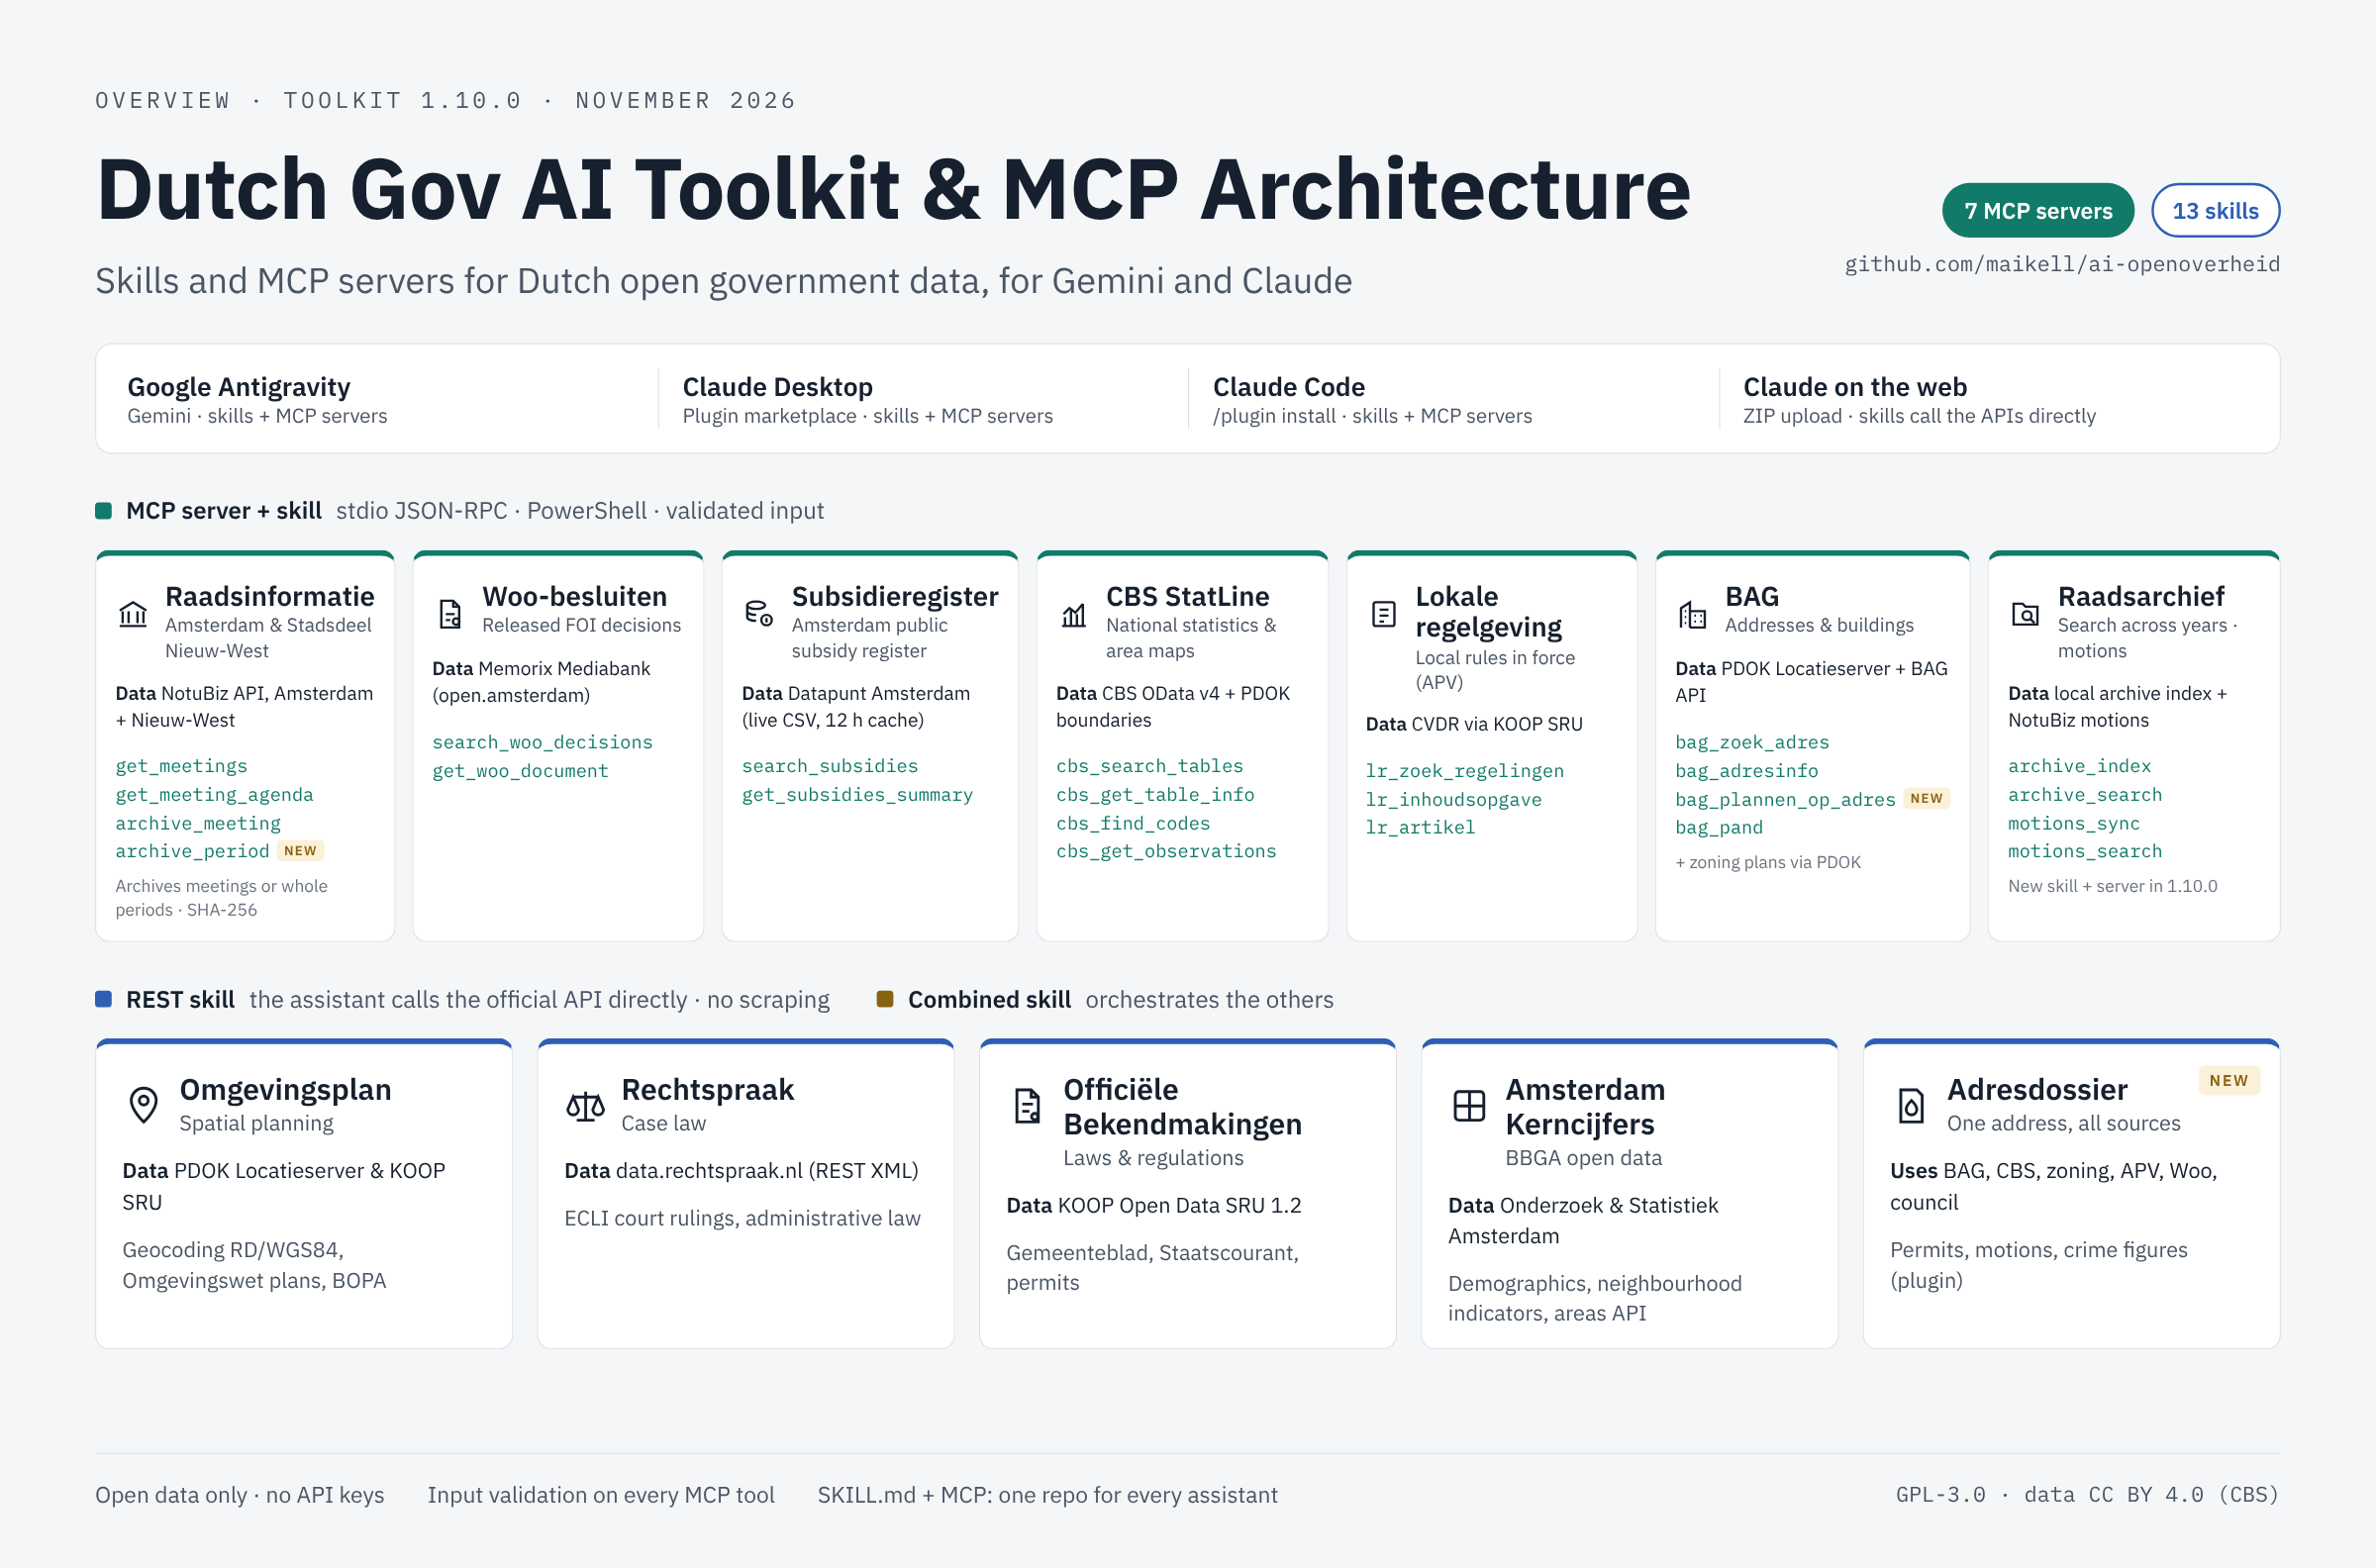 OVERVIEW · TOOLKIT 1.10.0 · NOVEMBER 2026
Dutch Gov AI Toolkit & MCP Architecture
Skills and MCP servers for Dutch open government data, for Gemini and Claude
7 MCP servers
13 skills
github.com/maikell/ai-openoverheid
Google Antigravity
Gemini · skills + MCP servers
Claude Desktop
Plugin marketplace · skills + MCP servers
Claude Code
/plugin install · skills + MCP servers
Claude on the web
ZIP upload · skills call the APIs directly
MCP server + skill stdio JSON-RPC · PowerShell · validated input
Raadsinformatie
Amsterdam & Stadsdeel
Nieuw-West
Data NotuBiz API, Amsterdam
+ Nieuw-West
get_meetings
get_meeting_agenda
archive_meeting
archive_period NEW
Archives meetings or whole
periods · SHA-256
Woo-besluiten
Released FOI decisions
Data Memorix Mediabank
(open.amsterdam)
search_woo_decisions
get_woo_document
Subsidieregister
Amsterdam public
subsidy register
Data Datapunt Amsterdam
(live CSV, 12 h cache)
search_subsidies
get_subsidies_summary
CBS StatLine
National statistics &
area maps
Data CBS OData v4 + PDOK
boundaries
cbs_search_tables
cbs_get_table_info
cbs_find_codes
cbs_get_observations
Lokale
regelgeving
Local rules in force
(APV)
Data CVDR via KOOP SRU
lr_zoek_regelingen
lr_inhoudsopgave
lr_artikel
BAG
Addresses & buildings
Data PDOK Locatieserver + BAG
API
bag_zoek_adres
bag_adresinfo
bag_plannen_op_adres NEW
bag_pand
+ zoning plans via PDOK
Raadsarchief
Search across years ·
motions
Data local archive index +
NotuBiz motions
archive_index
archive_search
motions_sync
motions_search
New skill + server in 1.10.0
REST skill the assistant calls the official API directly · no scraping
Combined skill orchestrates the others
Omgevingsplan
Spatial planning
Data PDOK Locatieserver & KOOP
SRU
Geocoding RD/WGS84,
Omgevingswet plans, BOPA
Rechtspraak
Case law
Data data.rechtspraak.nl (REST XML)
ECLI court rulings, administrative law
Officiële
Bekendmakingen
Laws & regulations
Data KOOP Open Data SRU 1.2
Gemeenteblad, Staatscourant,
permits
Amsterdam
Kerncijfers
BBGA open data
Data Onderzoek & Statistiek
Amsterdam
Demographics, neighbourhood
indicators, areas API
Adresdossier
NEW
One address, all sources
Uses BAG, CBS, zoning, APV, Woo,
council
Permits, motions, crime figures
(plugin)
Open data only · no API keys
Input validation on every MCP tool
SKILL.md + MCP: one repo for every assistant
GPL-3.0 · data CC BY 4.0 (CBS)